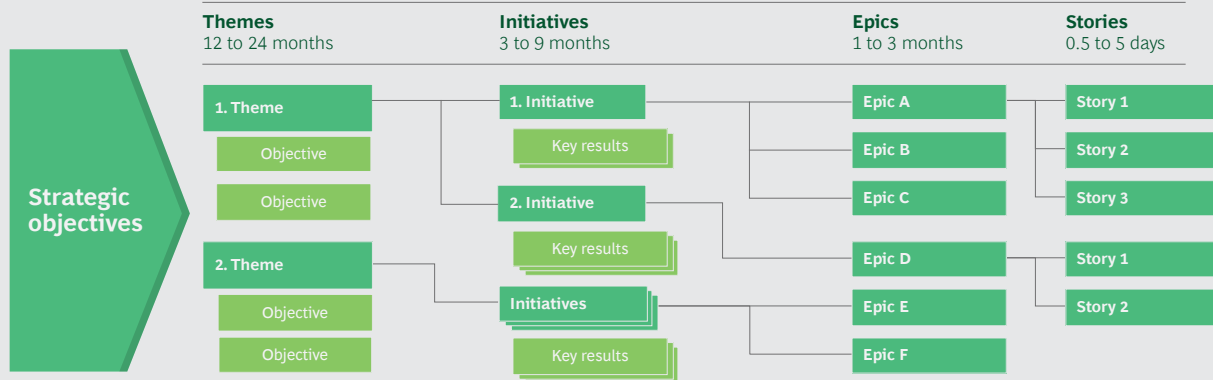 Themes
12 to 24 months
Initiatives
3 to 9 months
Epics
1 to 3 months
Stories
0.5 to 5 days
Strategic
objectives
1. Theme
Objective
Objective
2. Theme
Objective
Objective
1. Initiative
Key results
2. Initiative
Key results
Initiatives
Key results
Epic A
Epic B
Epic C
Epic D
Epic E
Epic F
Story 1
Story 2
Story 3
Story 1
Story 2